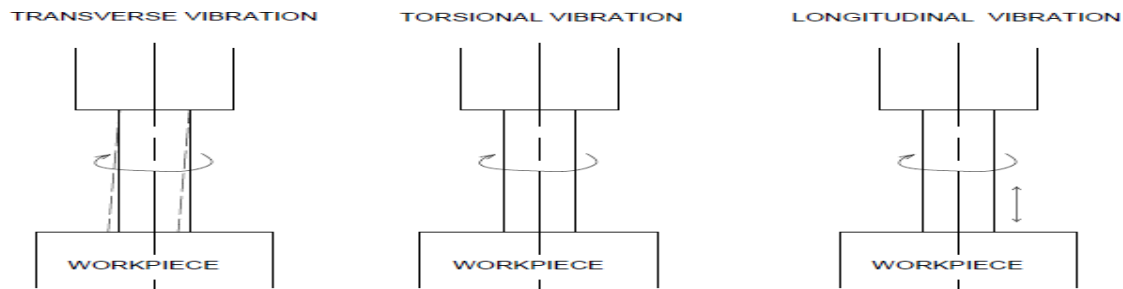 TRANSVERSE VIBRATION
TORSIONAL VIBRATION
LONGITUDINAL VIBRATION
WORKPIECE
WORKPIECE
WORKPIECE